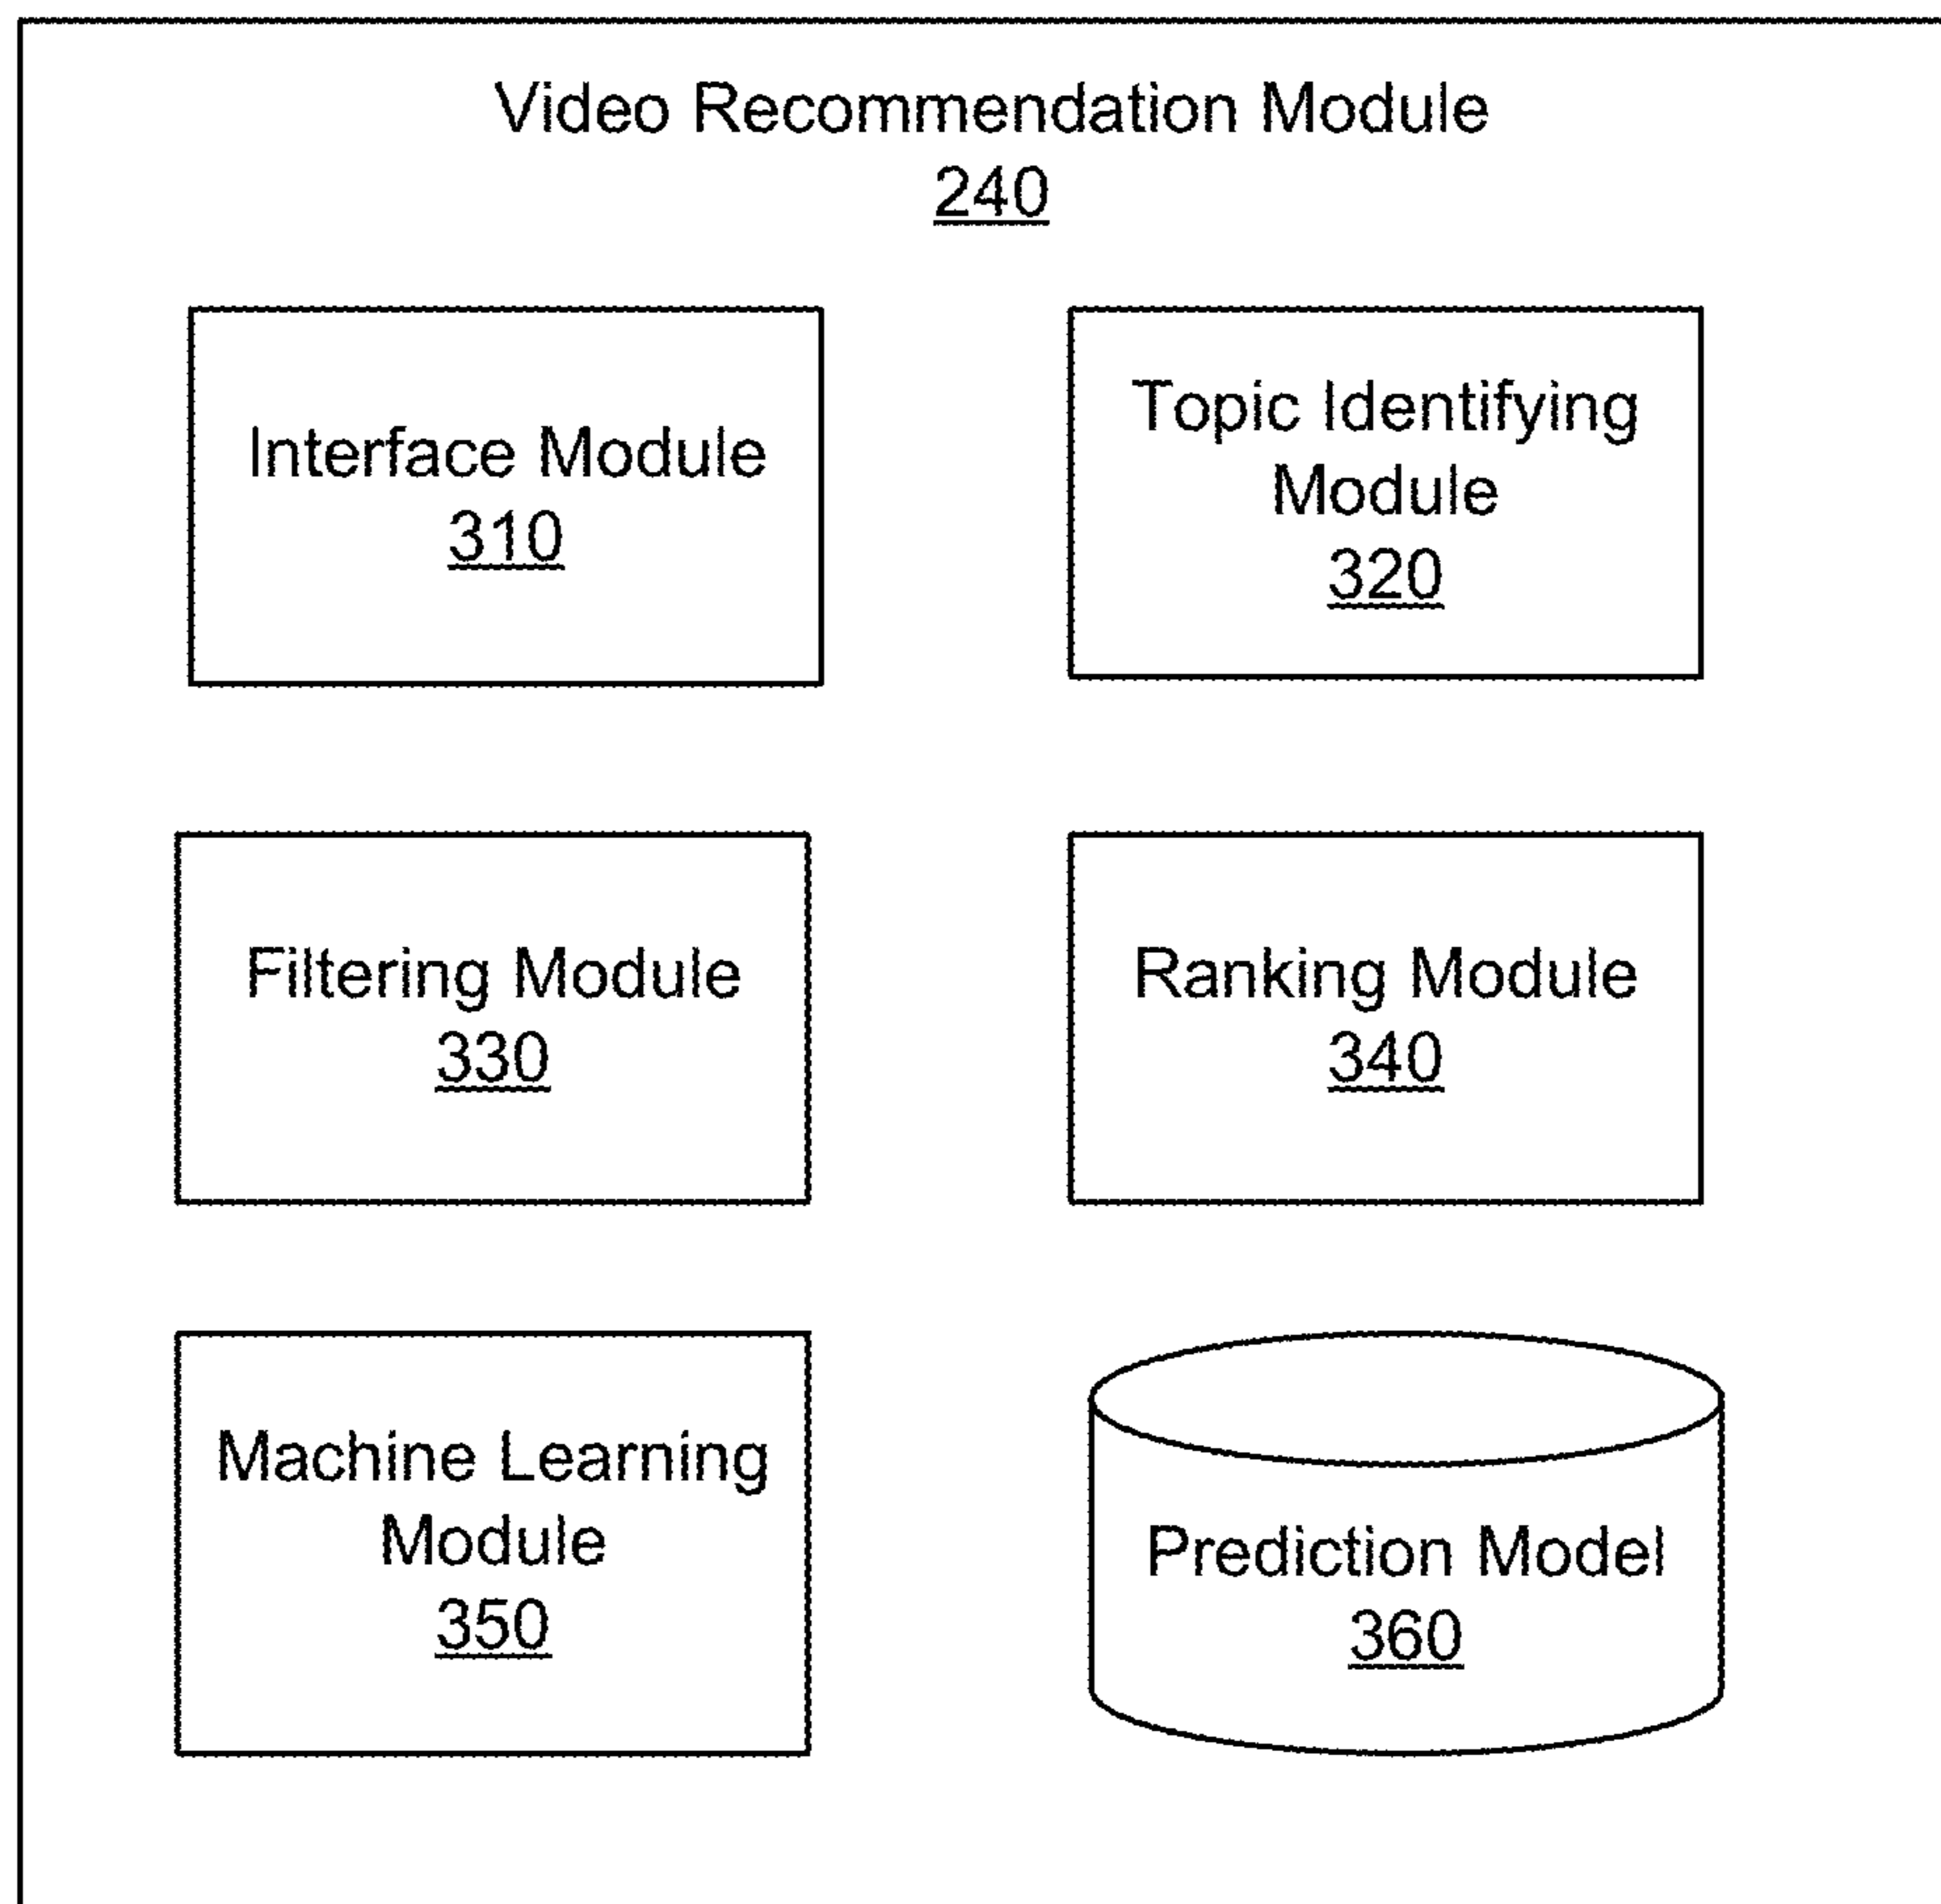 Video Recommendation Module
240
Interface Module
310
Topic Identifying
Module
320
Filtering Module
330
Ranking Module
340
Machine Learning
Module
350
Prediction Model
360